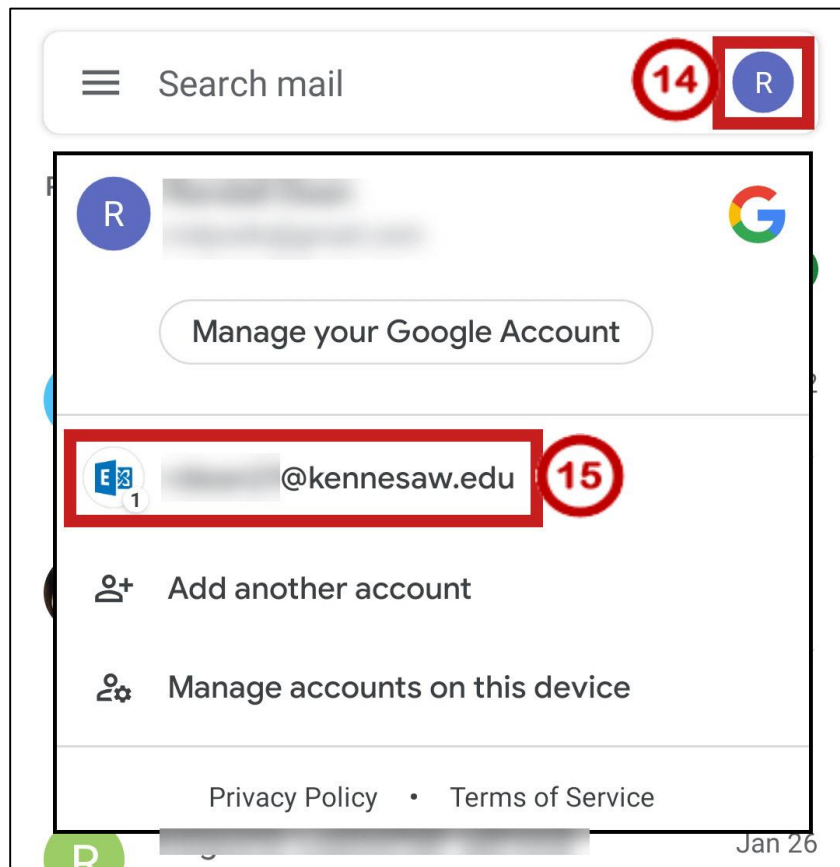 Search mail
14
R
R
Manage your Google Account
E
1
@kennesaw.edu
15
Add another account
Manage accounts on this device
Privacy Policy • Terms of Service
R
Jan 26